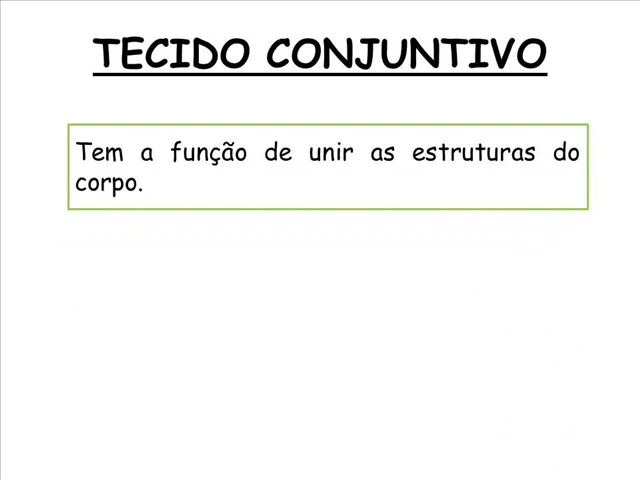 TECIDO CONJUNTIVO
Tem a função de unir as estruturas do
corpo.